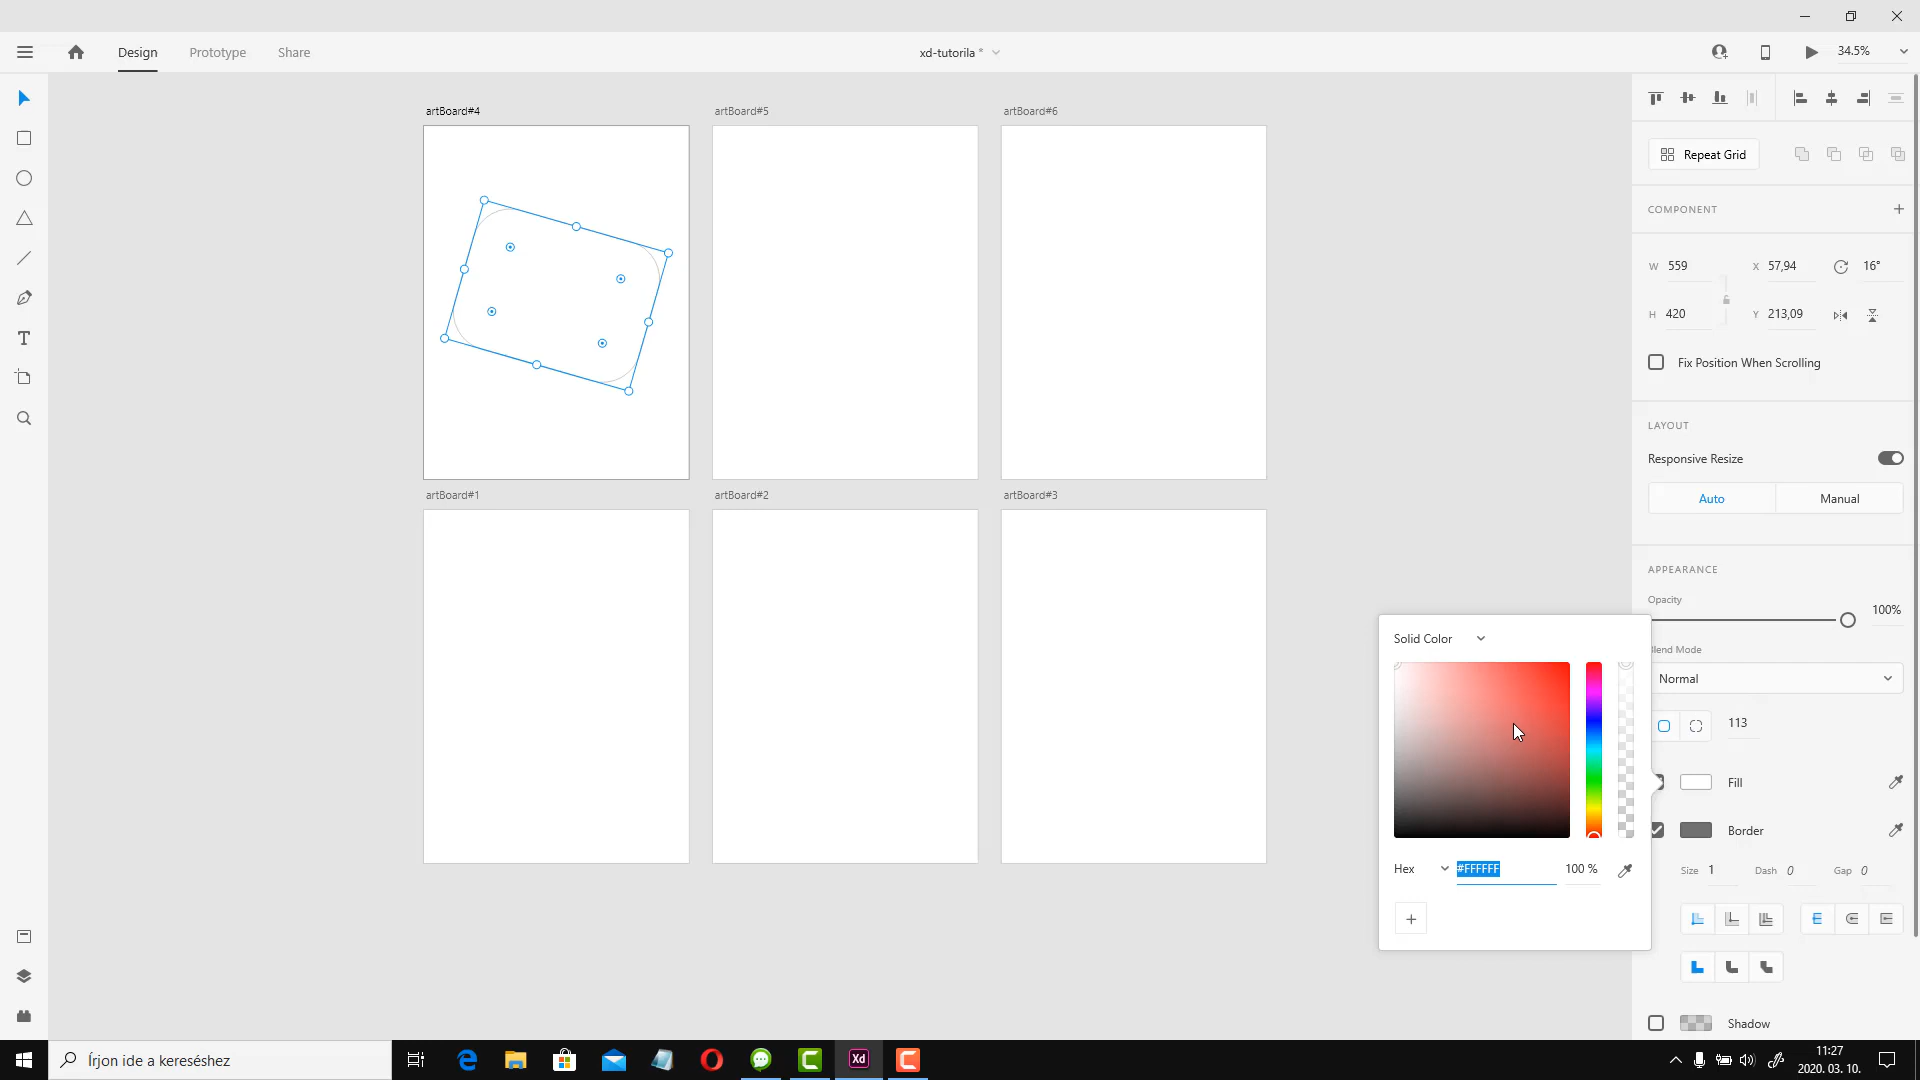 Design
Prototype
Share
xd-tutorila *
34.5%
artBoard#4
artBoard#5
artBoard#6
artBoard#1
artBoard#2
artBoard#3
Repeat Grid
COMPONENT
W 559
X 57,94
16°
H 420
Y 213,09
Fix Position When Scrolling
LAYOUT
Responsive Resize
Auto
Manual
APPEARANCE
Opacity
100%
Blend Mode
Normal
113
Fill
Border
Size 1
Dash 0
Gap 0
Shadow
Solid Color
Hex
#FFFFFF
100 %
Írjon ide a kereséshez
Xd
11:27
2020. 03. 10.